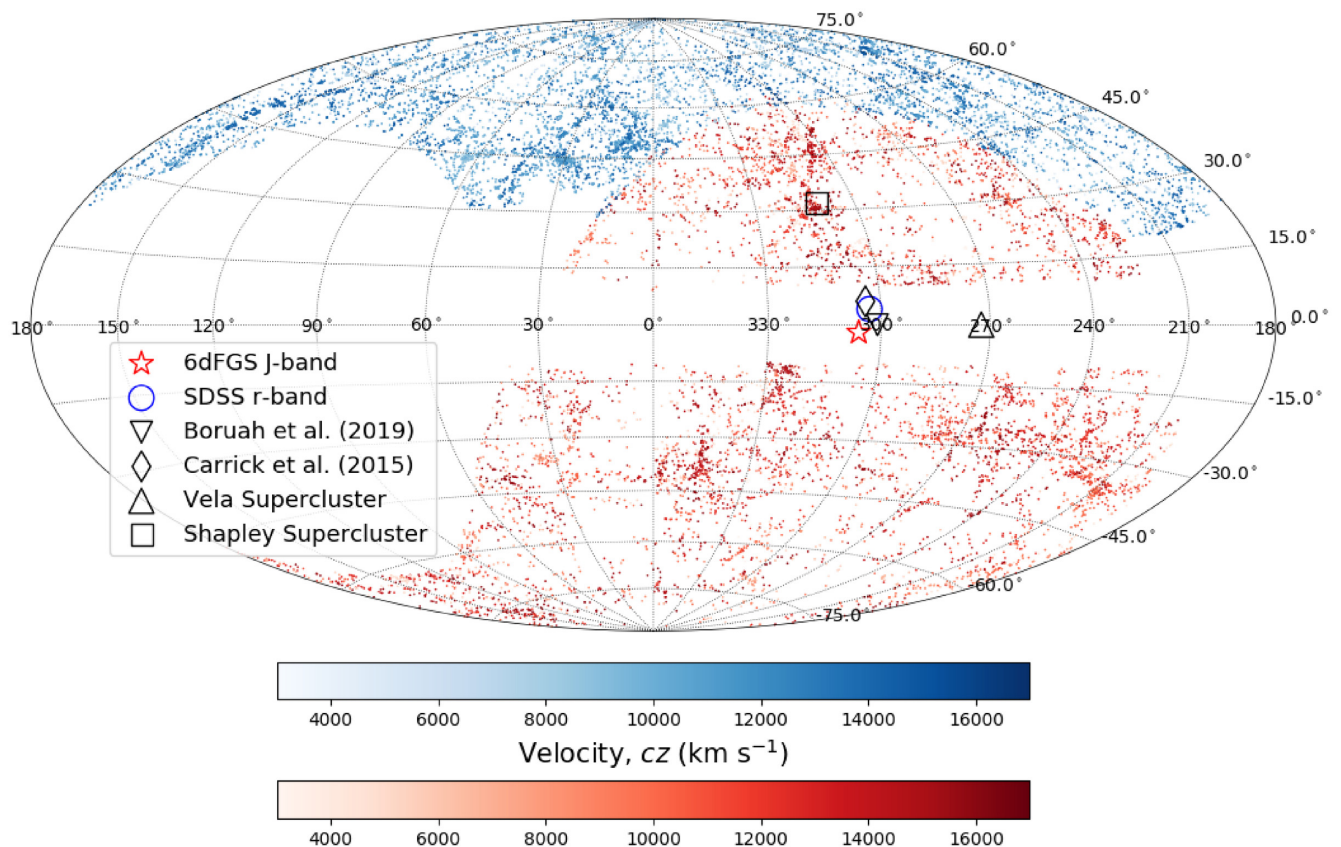 75.0°
60.0°
45.0°
30.0°
15.0°
180° 150° 120° 90° 60° 30° 0° 330° 300° 270° 240° 210° 180° 0.0°
6dFGS J-band
SDSS r-band
Boruah et al. (2019)
Carrick et al. (2015)
Vela Supercluster
Shapley Supercluster
-15.0°
-30.0°
-45.0°
-60.0°
-75.0°
4000 6000 8000 10000 12000 14000 16000
Velocity, cz (km s⁻¹)
4000 6000 8000 10000 12000 14000 16000